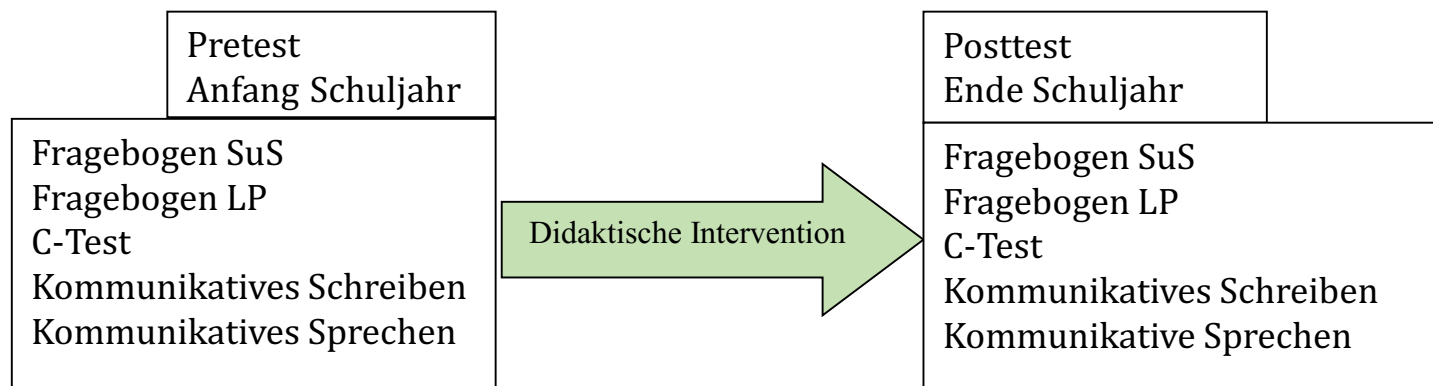 Pretest
Anfang Schuljahr
Fragebogen SuS
Fragebogen LP
C-Test
Kommunikatives Schreiben
Kommunikatives Sprechen
Didaktische Intervention
Posttest
Ende Schuljahr
Fragebogen SuS
Fragebogen LP
C-Test
Kommunikatives Schreiben
Kommunikative Sprechen